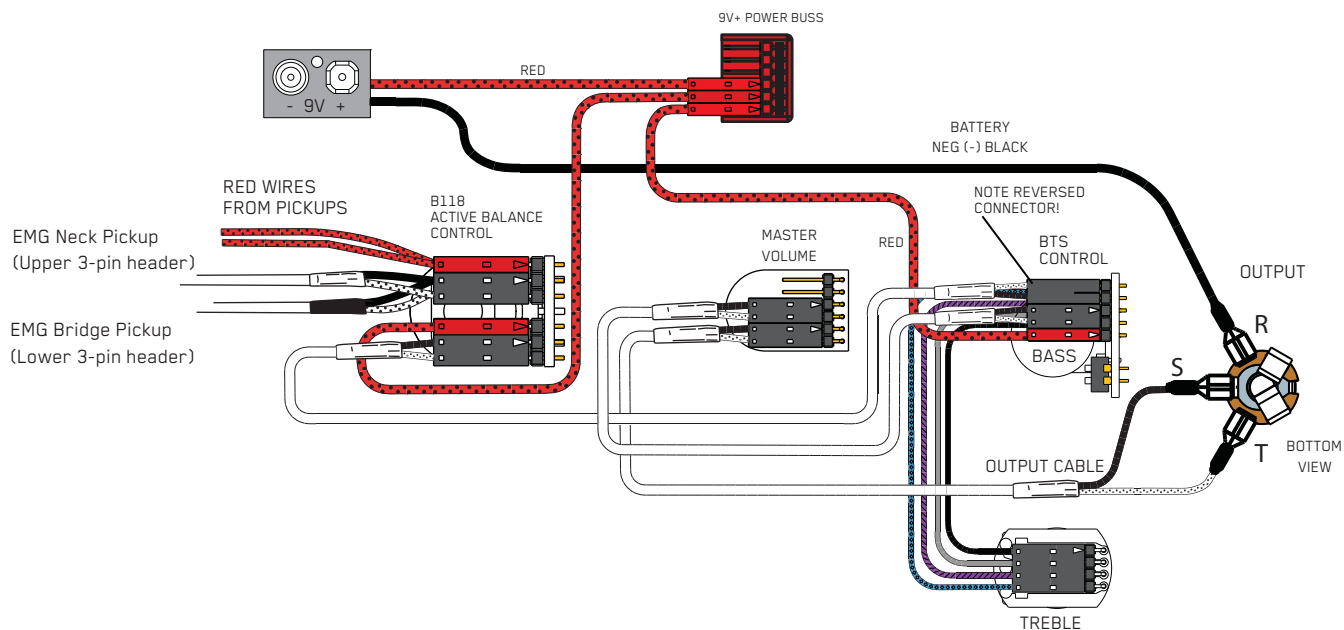 9V+ POWER BUSS
RED
- 9V +
BATTERY
NEG (-) BLACK
RED WIRES
FROM PICKUPS
B118
ACTIVE BALANCE
CONTROL
NOTE REVERSED
CONNECTOR!
EMG Neck Pickup
(Upper 3-pin header)
MASTER
VOLUME
RED
BTS
CONTROL
OUTPUT
R
EMG Bridge Pickup
(Lower 3-pin header)
BASS
S
T
BOTTOM
VIEW
OUTPUT CABLE
TREBLE